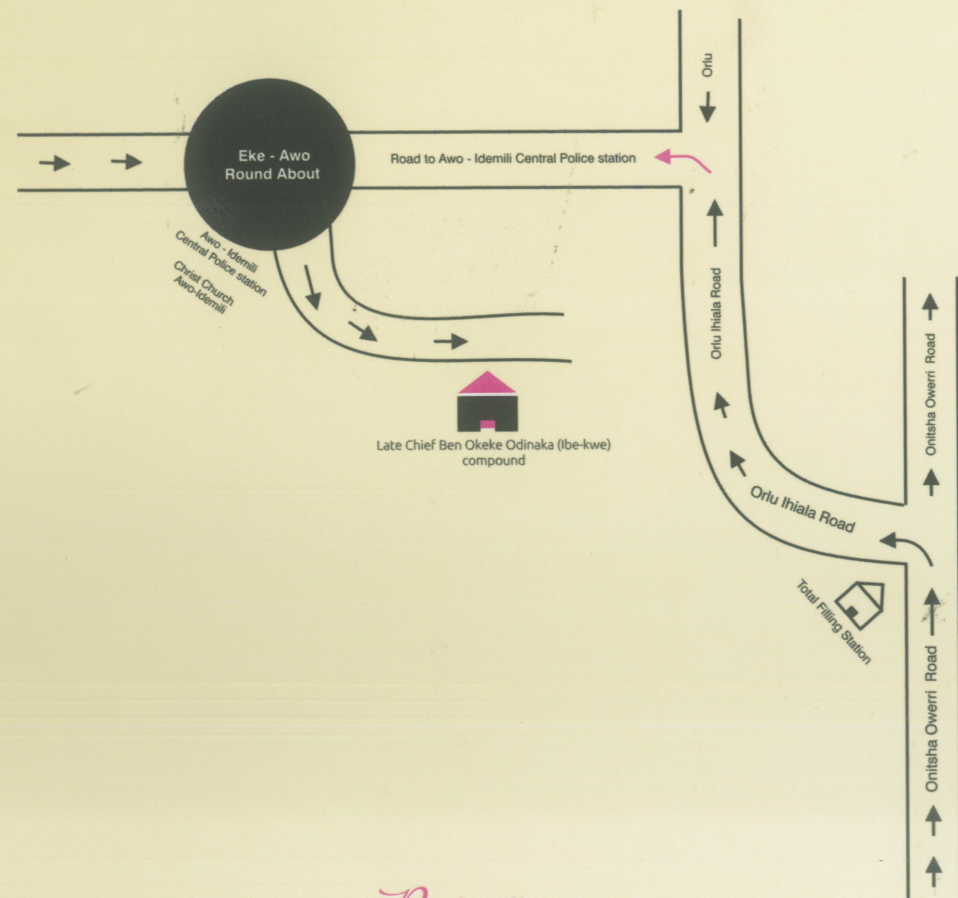 Orlu
Eke - Awo
Round About
Road to Awo - Idemili Central Police station
Awo - Idemili
Central Police station
Christ Church
Awo-Idemili
Orlu Ihiala Road
Onitsha Owerri Road
Late Chief Ben Okeke Odinaka (Ibe-kwe)
compound
Orlu Ihiala Road
Total Filling Station
Onitsha Owerri Road